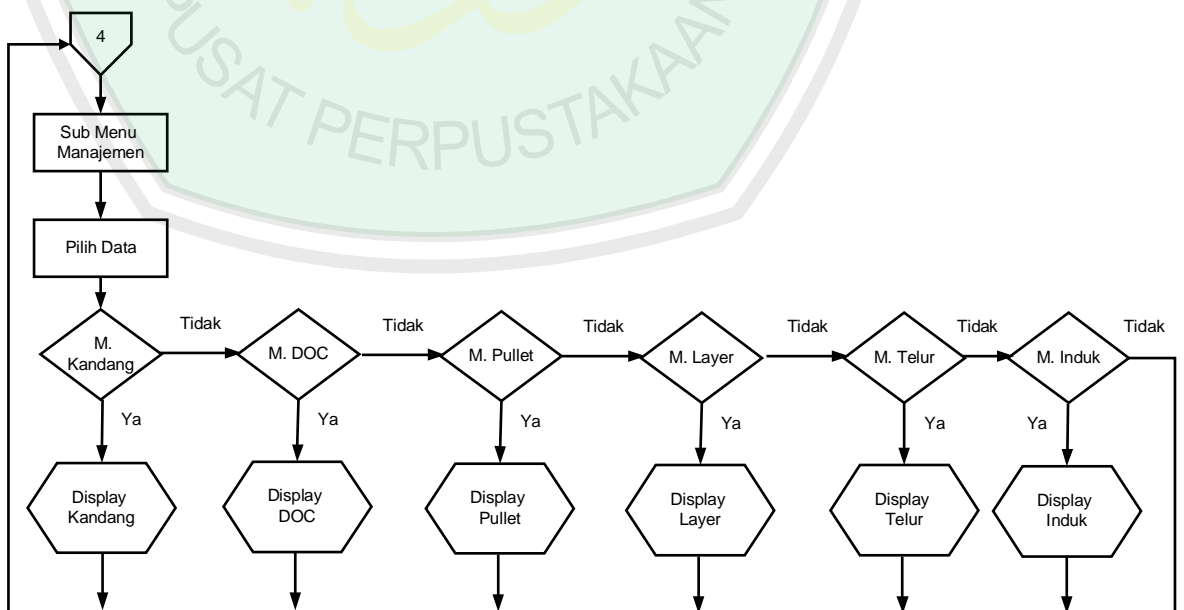 PUSAT PERPUSTAKAAN
4
Sub Menu
Manajemen
Pilih Data
M.
Kandang
Tidak
M. DOC
Tidak
M. Pullet
Tidak
M. Layer
Tidak
M. Telur
Tidak
M. Induk
Tidak
Ya
Ya
Ya
Ya
Ya
Ya
Display
Kandang
Display
DOC
Display
Pullet
Display
Layer
Display
Telur
Display
Induk